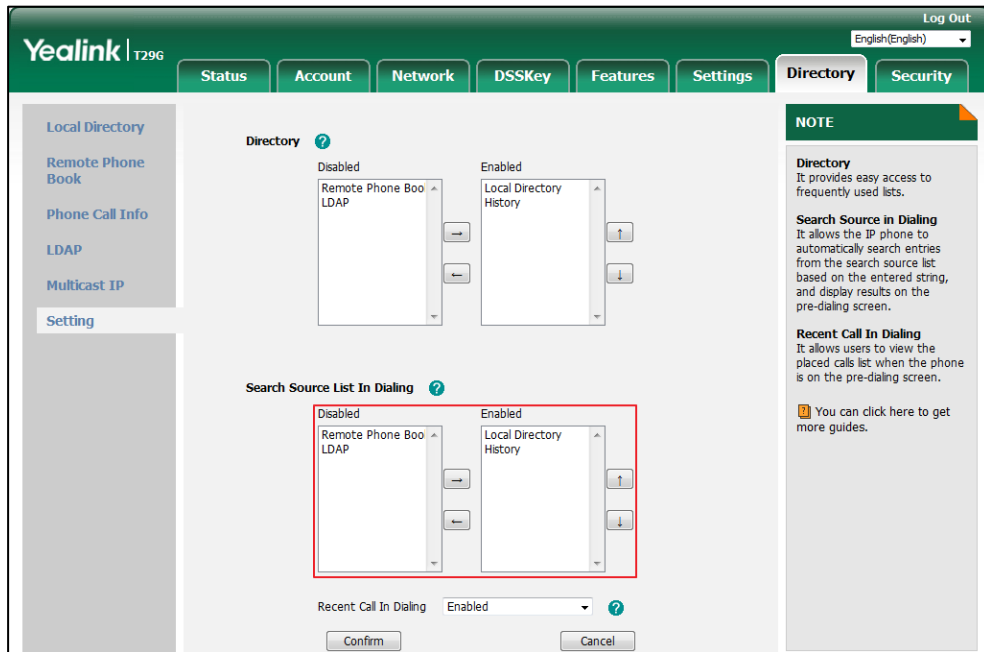 Log Out
Yealink T29G
English(English)
Status Account Network DSSKey Features Settings Directory Security
Local Directory
Remote Phone
Book
Phone Call Info
LDAP
Multicast IP
Setting
Directory ?
Disabled Enabled
Remote Phone Boo Local Directory
LDAP History
→ ↑
← ↓
Search Source List In Dialing ?
Disabled Enabled
Remote Phone Boo Local Directory
LDAP History
→ ↑
← ↓
Recent Call In Dialing Enabled ?
Confirm Cancel
NOTE
Directory
It provides easy access to
frequently used lists.
Search Source in Dialing
It allows the IP phone to
automatically search entries
from the search source list
based on the entered string,
and display results on the
pre-dialing screen.
Recent Call In Dialing
It allows users to view the
placed calls list when the phone
is on the pre-dialing screen.
? You can click here to get
more guides.